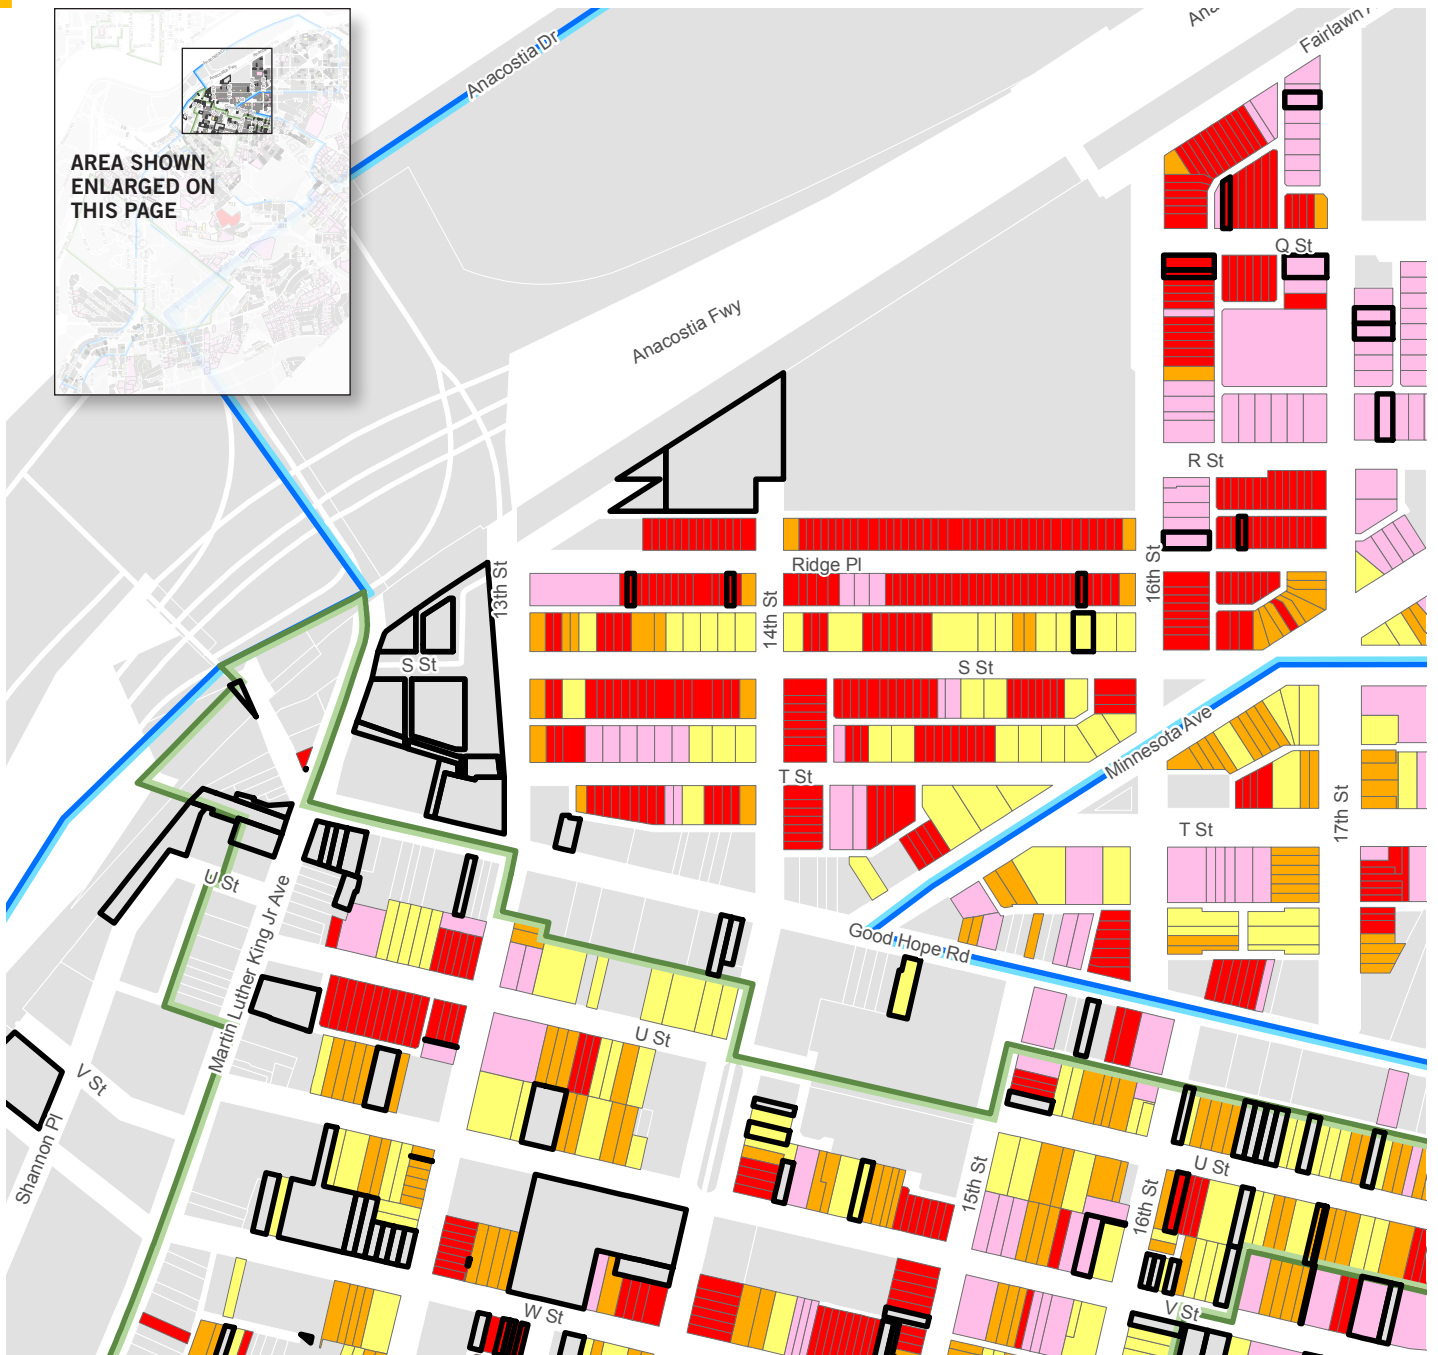 Ana
Fairlawn A
Anacostia Dr
AREA SHOWN
ENLARGED ON
THIS PAGE
Q St
Anacostia Fwy
R St
Ridge Pl
13th St
14th St
16th St
S St
S St
Minnesota Ave
T St
17th St
T St
U St
Martin Luther King Jr Ave
Good Hope Rd
U St
V St
Shannon Pl
15th St
16th St
U St
V St
W St